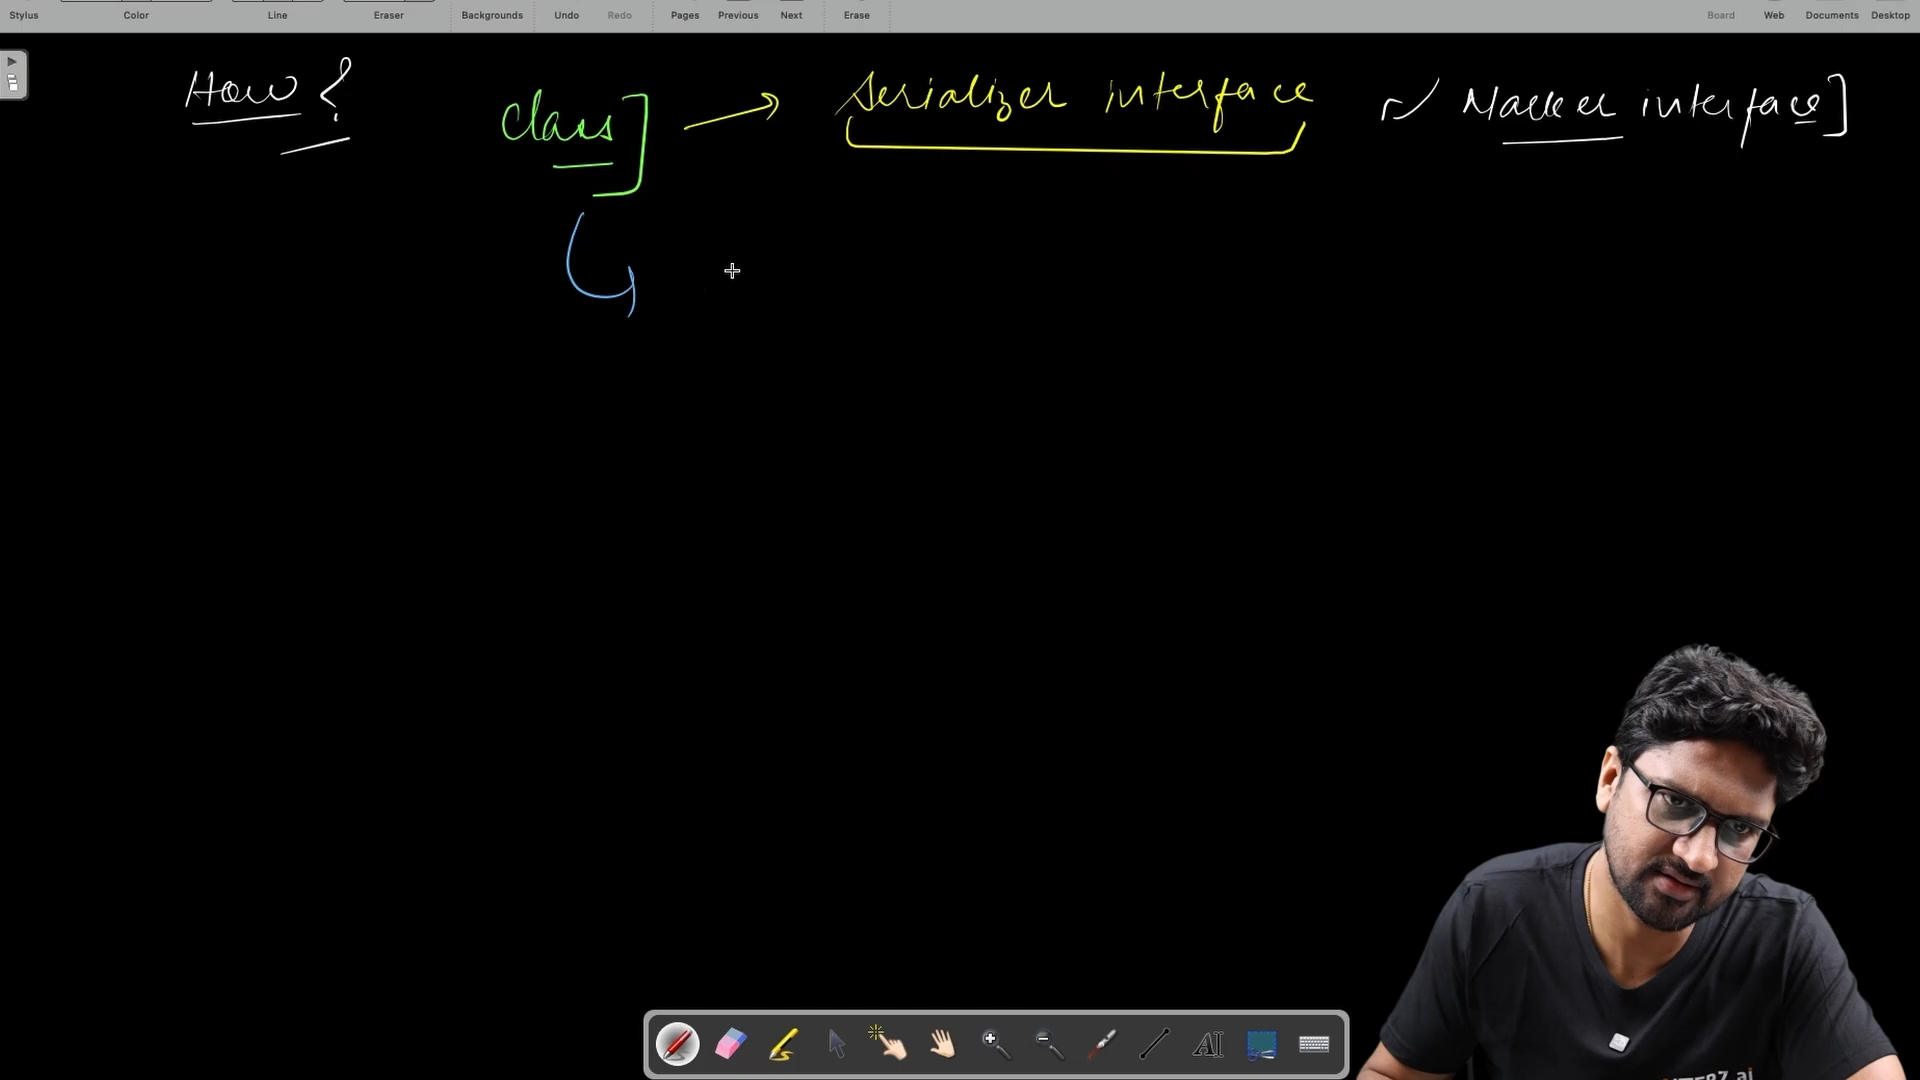 Stylus Color Line Eraser Backgrounds Undo Redo Pages Previous Next Erase Board Web Documents Desktop
How ?
class] → Serializer interface Marker interface]
AI